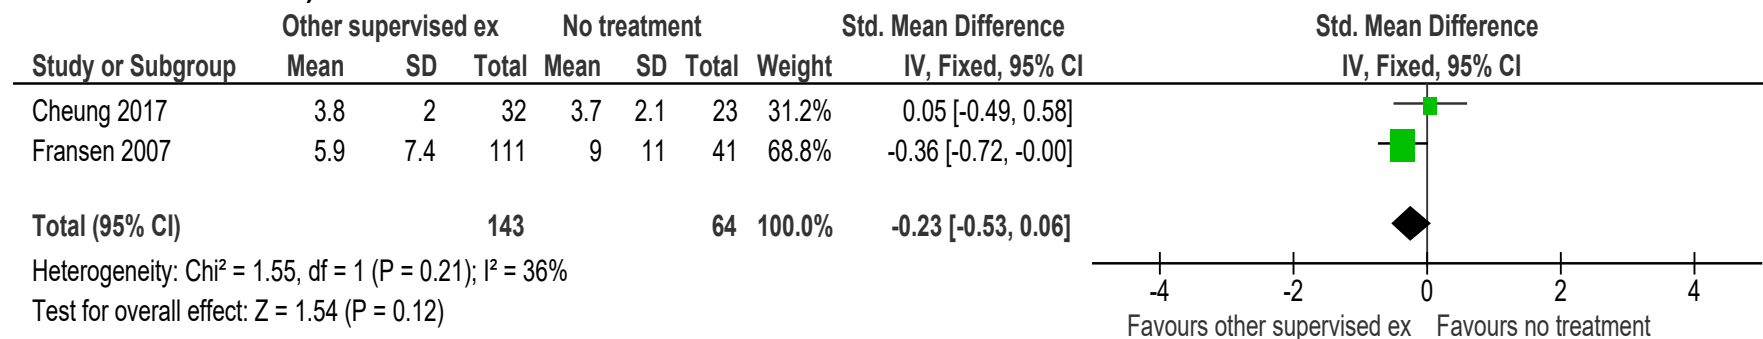 Other supervised ex No treatment Std. Mean Difference Std. Mean Difference
Study or Subgroup Mean SD Total Mean SD Total Weight IV, Fixed, 95% CI IV, Fixed, 95% CI
Cheung 2017 3.8 2 32 3.7 2.1 23 31.2% 0.05 [-0.49, 0.58]
Fransen 2007 5.9 7.4 111 9 11 41 68.8% -0.36 [-0.72, -0.00]
Total (95% CI) 143 64 100.0% -0.23 [-0.53, 0.06]
Heterogeneity: Chi² = 1.55, df = 1 (P = 0.21); I² = 36%
Test for overall effect: Z = 1.54 (P = 0.12)
-4 -2 0 2 4
Favours other supervised ex Favours no treatment